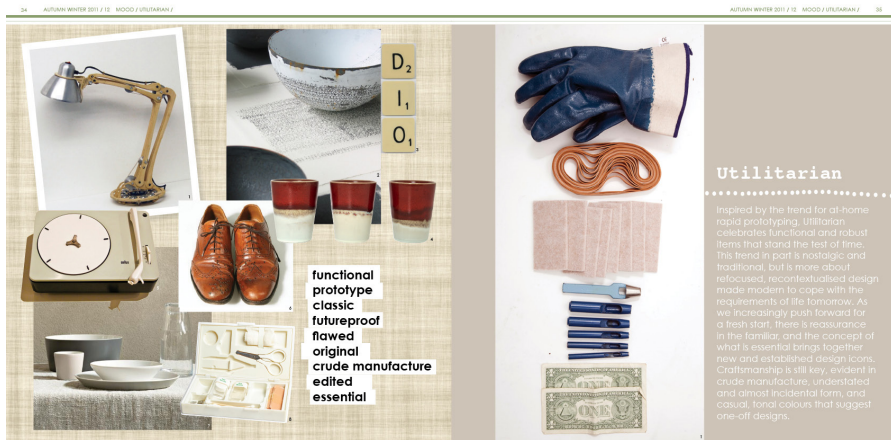 34 AUTUMN WINTER 2011 / 12 MOOD / UTILITARIAN /
AUTUMN WINTER 2011 / 12 MOOD / UTILITARIAN / 35
D2
I1
O1
functional
prototype
classic
futureproof
flawed
original
crude manufacture
edited
essential
ONE
ONE
Utilitarian
Inspired by the trend for at-home
rapid prototyping, Utilitarian
celebrates functional and robust
items that stand the test of time.
This trend in part is nostalgic and
traditional, but is more about
refocused, recontextualised design
made modern to cope with the
requirements of life tomorrow. As
we increasingly push forward for
a fresh start, there is reassurance
in the familiar, and the concept of
what is essential brings together
new and established design icons.
Craftsmanship is still key, evident in
crude manufacture, understated
and almost incidental form, and
casual, tonal colours that suggest
one-off designs.